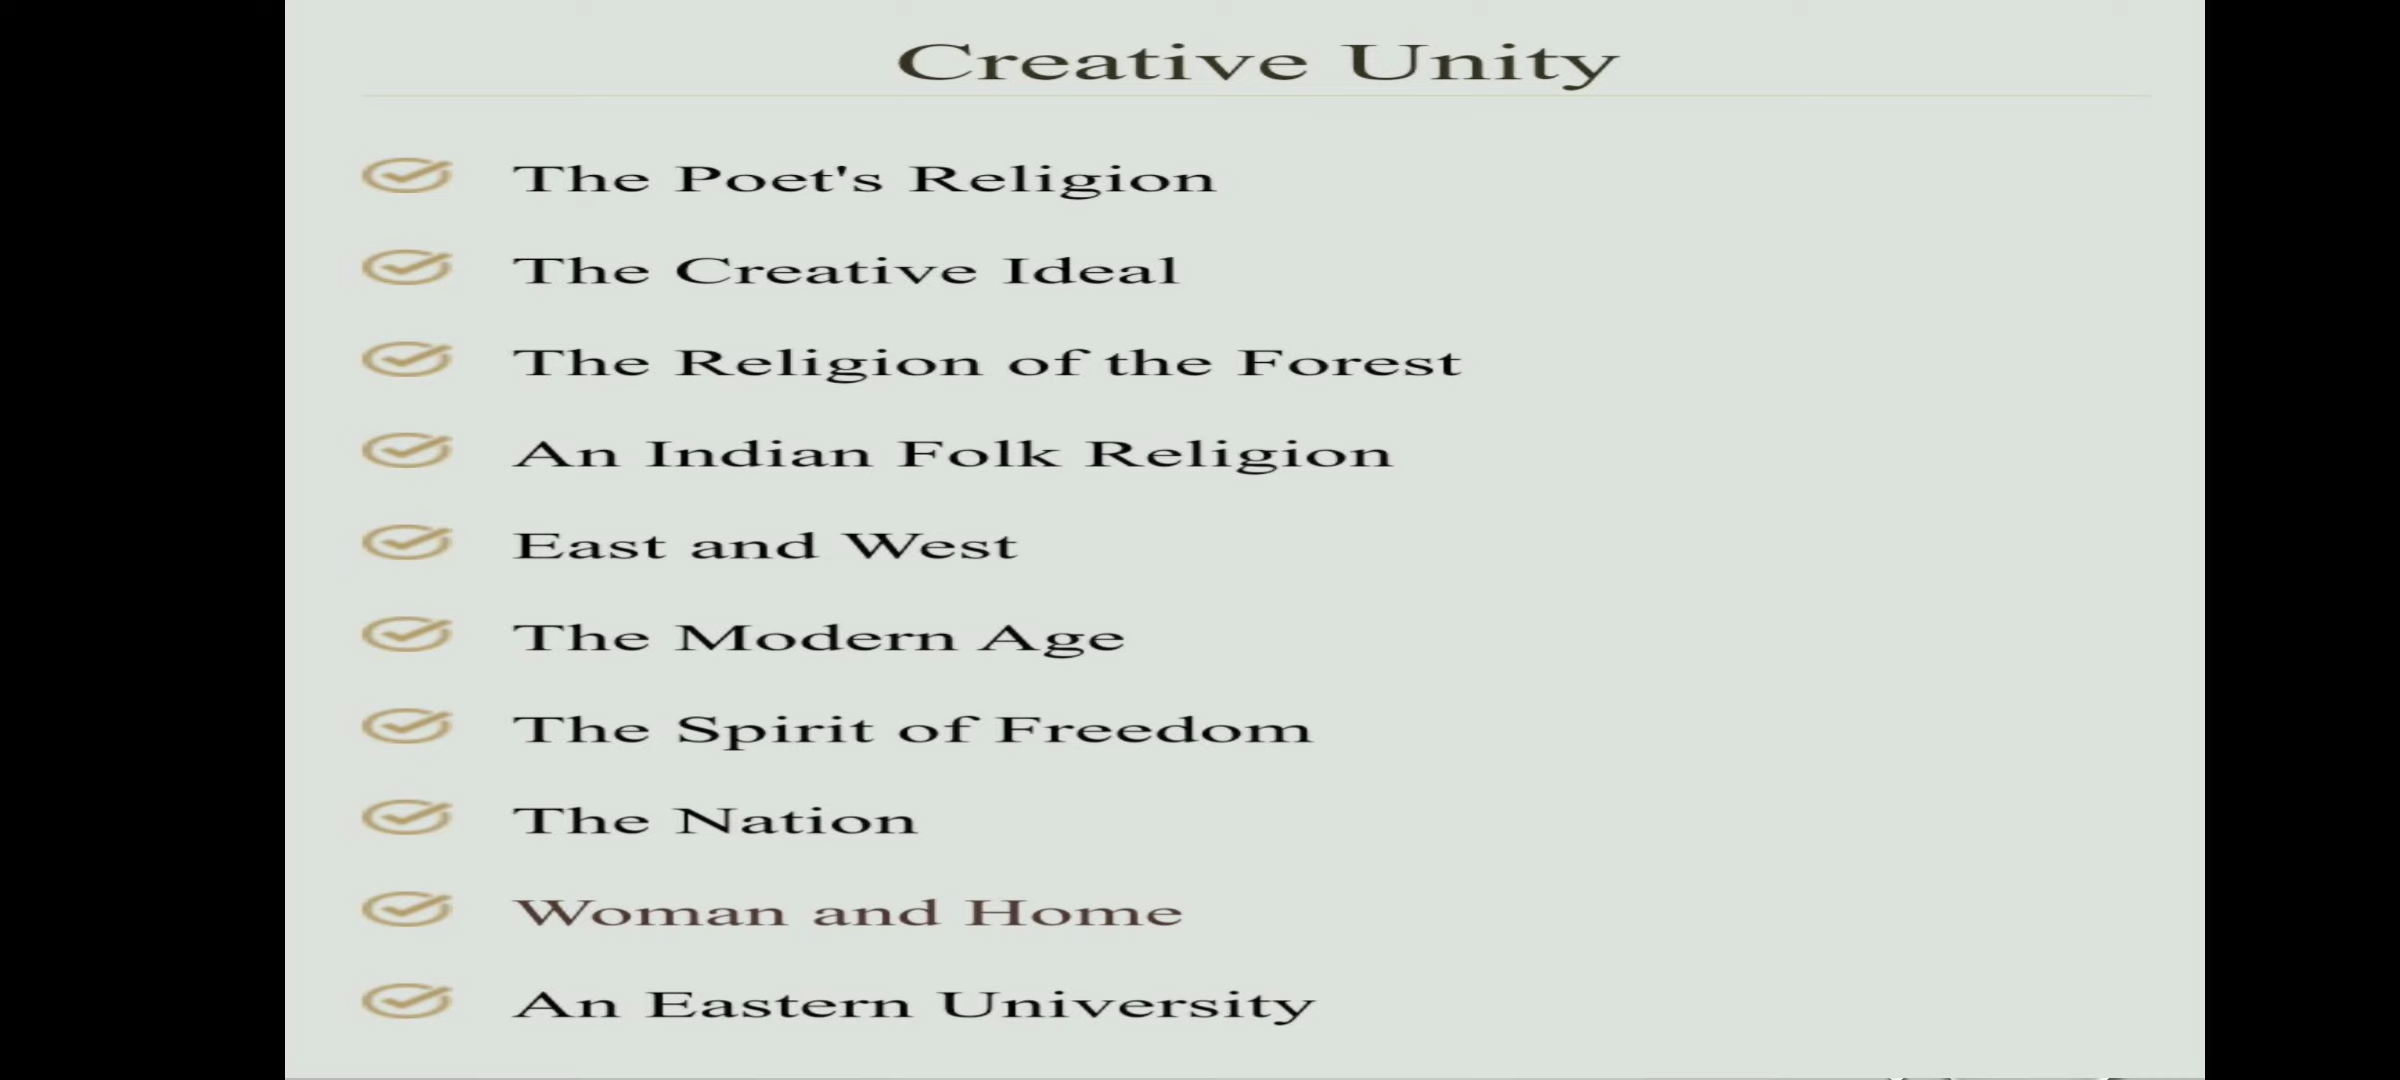 Creative Unity
The Poet's Religion
The Creative Ideal
The Religion of the Forest
An Indian Folk Religion
East and West
The Modern Age
The Spirit of Freedom
The Nation
Woman and Home
An Eastern University